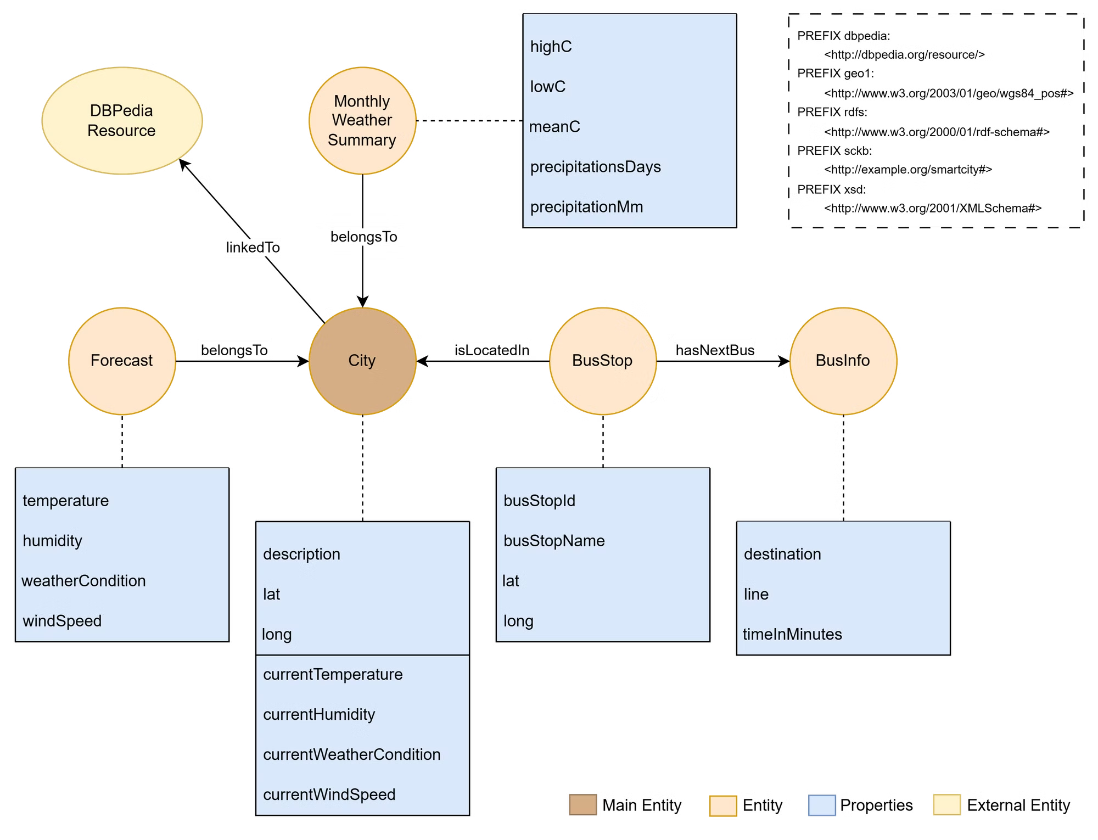 DBPedia
Resource
Monthly
Weather
Summary
highC
lowC
meanC
precipitationsDays
precipitationMm
PREFIX dbpedia:
<http://dbpedia.org/resource/>
PREFIX geo1:
<http://www.w3.org/2003/01/geo/wgs84_pos#>
PREFIX rdfs:
<http://www.w3.org/2000/01/rdf-schema#>
PREFIX sckb:
<http://example.org/smartcity#>
PREFIX xsd:
<http://www.w3.org/2001/XMLSchema#>
linkedTo
belongsTo
Forecast
belongsTo
City
isLocatedIn
BusStop
hasNextBus
BusInfo
temperature
humidity
weatherCondition
windSpeed
description
lat
long
currentTemperature
currentHumidity
currentWeatherCondition
currentWindSpeed
busStopId
busStopName
lat
long
destination
line
timeInMinutes
Main Entity
Entity
Properties
External Entity